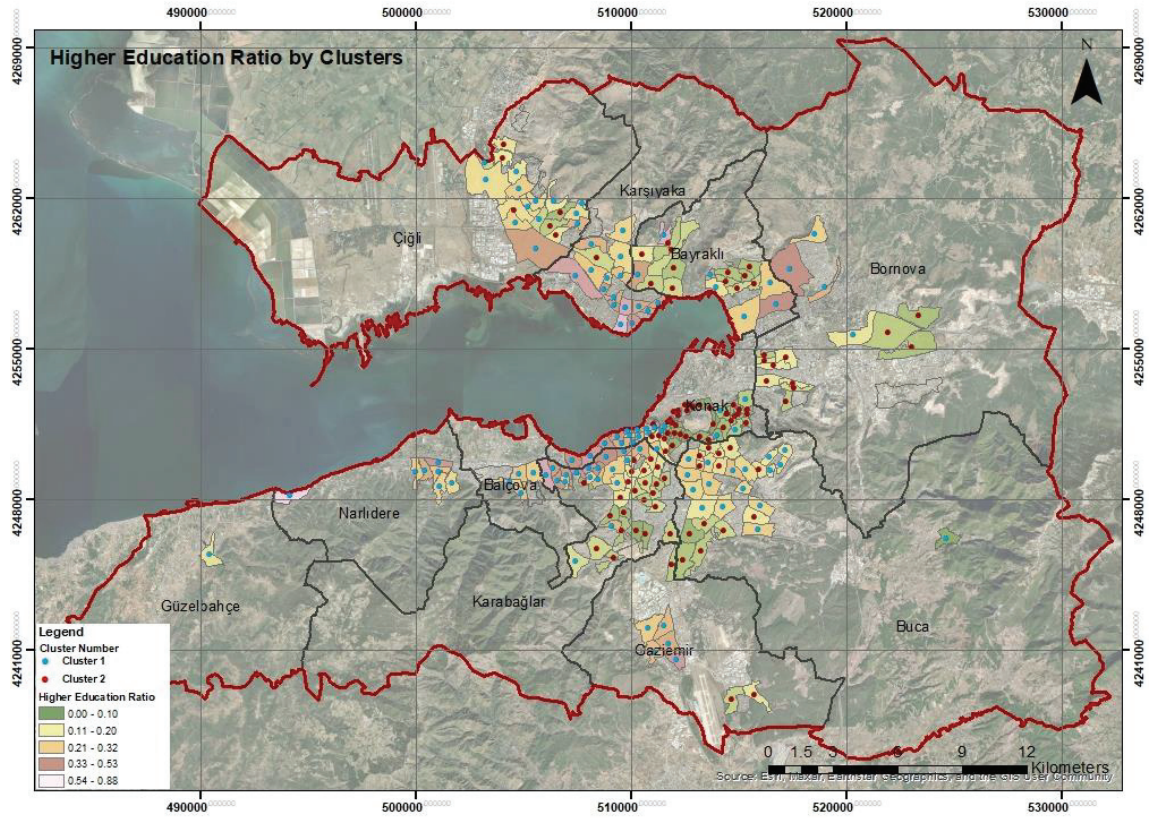 490000 500000 510000 520000 530000
Higher Education Ratio by Clusters
N
4269000 4269000
Karşıyaka
4262000 4262000
Çiğli
Bayraklı
Bornova
4255000 4255000
Konak
Balçova
4248000 4248000
Narlıdere
Güzelbahçe
Karabağlar
Buca
Legend
Cluster Number
Cluster 1
Cluster 2
Gaziemir
4241000 4241000
Higher Education Ratio
0.00 - 0.10
0.11 - 0.20
0.21 - 0.32
0.33 - 0.53
0.54 - 0.88
0 1.5 3 6 9 12
Kilometers
Source: Esri, Maxar, Earthstar Geographics, and the GIS User Community
490000 500000 510000 520000 530000